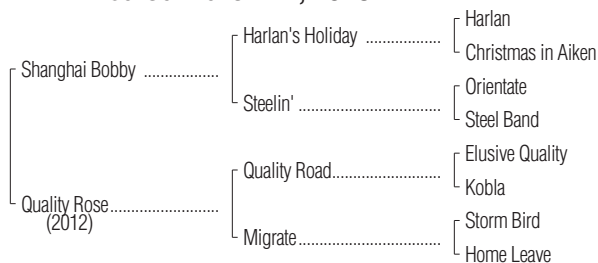 Harlan
Harlan's Holiday ..................
Christmas in Aiken
Shanghai Bobby .................
Orientate
Steelin' .................................
Steel Band
Elusive Quality
Quality Road.........................
Kobla
Quality Rose.........................
(2012)
Storm Bird
Migrate.................................
Home Leave